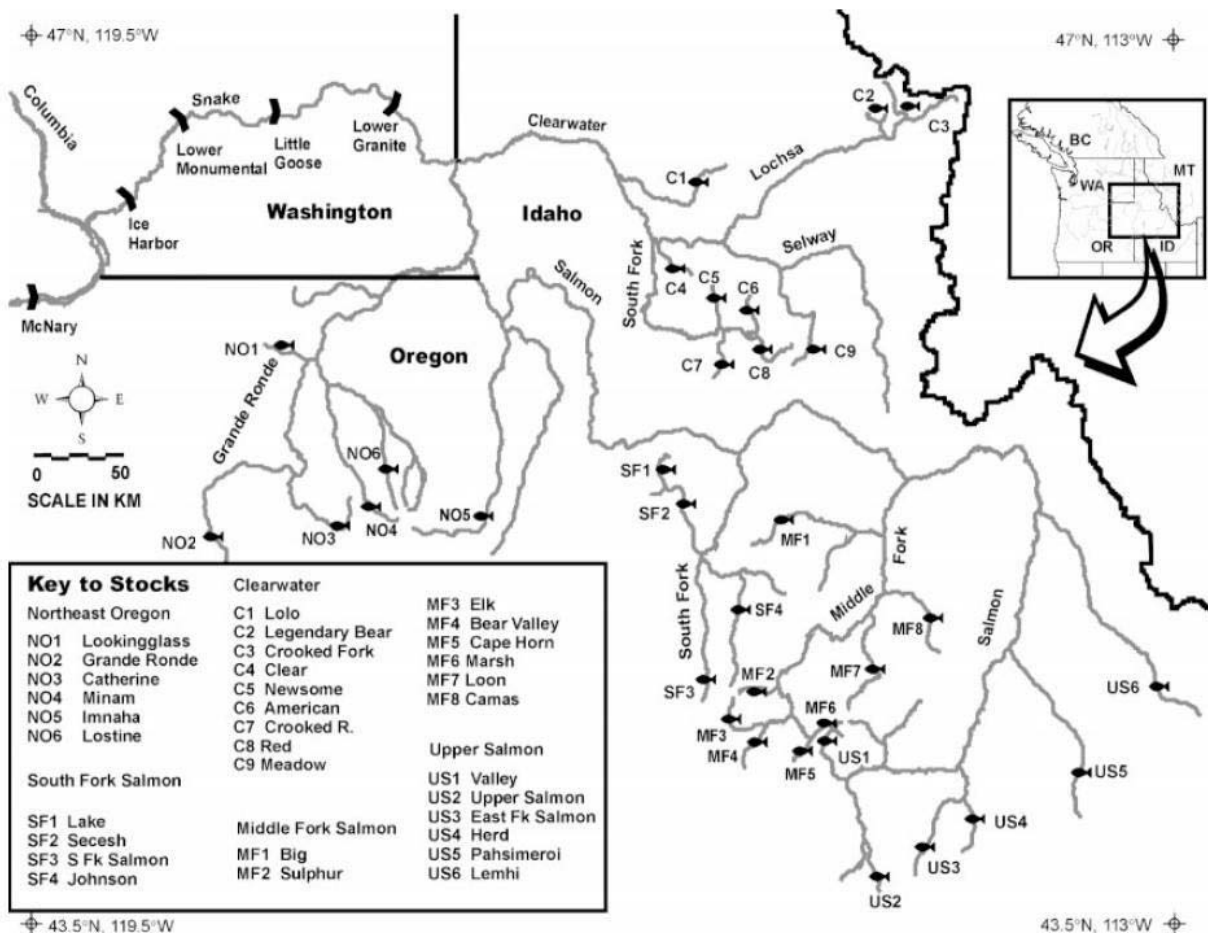 47°N, 119.5°W
47°N, 113°W
Columbia
Snake
Lower
Monumental
Little
Goose
Lower
Granite
Ice
Harbor
McNary
Washington
Idaho
Oregon
Clearwater
Lochsa
Selway
South Fork
Salmon
Grande Ronde
C1
C2
C3
C4
C5
C6
C7
C8
C9
BC
WA
MT
OR
ID
N
W
E
S
0
50
SCALE IN KM
NO1
NO2
NO3
NO4
NO5
NO6
SF1
SF2
SF3
SF4
South Fork
Middle
Fork
Salmon
MF1
MF2
MF3
MF4
MF5
MF6
MF7
MF8
US1
US2
US3
US4
US5
US6
Key to Stocks
Northeast Oregon
NO1 Lookingglass
NO2 Grande Ronde
NO3 Catherine
NO4 Minam
NO5 Imnaha
NO6 Lostine
South Fork Salmon
SF1 Lake
SF2 Secesh
SF3 S Fk Salmon
SF4 Johnson
Clearwater
C1 Lolo
C2 Legendary Bear
C3 Crooked Fork
C4 Clear
C5 Newsome
C6 American
C7 Crooked R.
C8 Red
C9 Meadow
Middle Fork Salmon
MF1 Big
MF2 Sulphur
MF3 Elk
MF4 Bear Valley
MF5 Cape Horn
MF6 Marsh
MF7 Loon
MF8 Camas
Upper Salmon
US1 Valley
US2 Upper Salmon
US3 East Fk Salmon
US4 Herd
US5 Pahsimeroi
US6 Lemhi
43.5°N, 119.5°W
43.5°N, 113°W